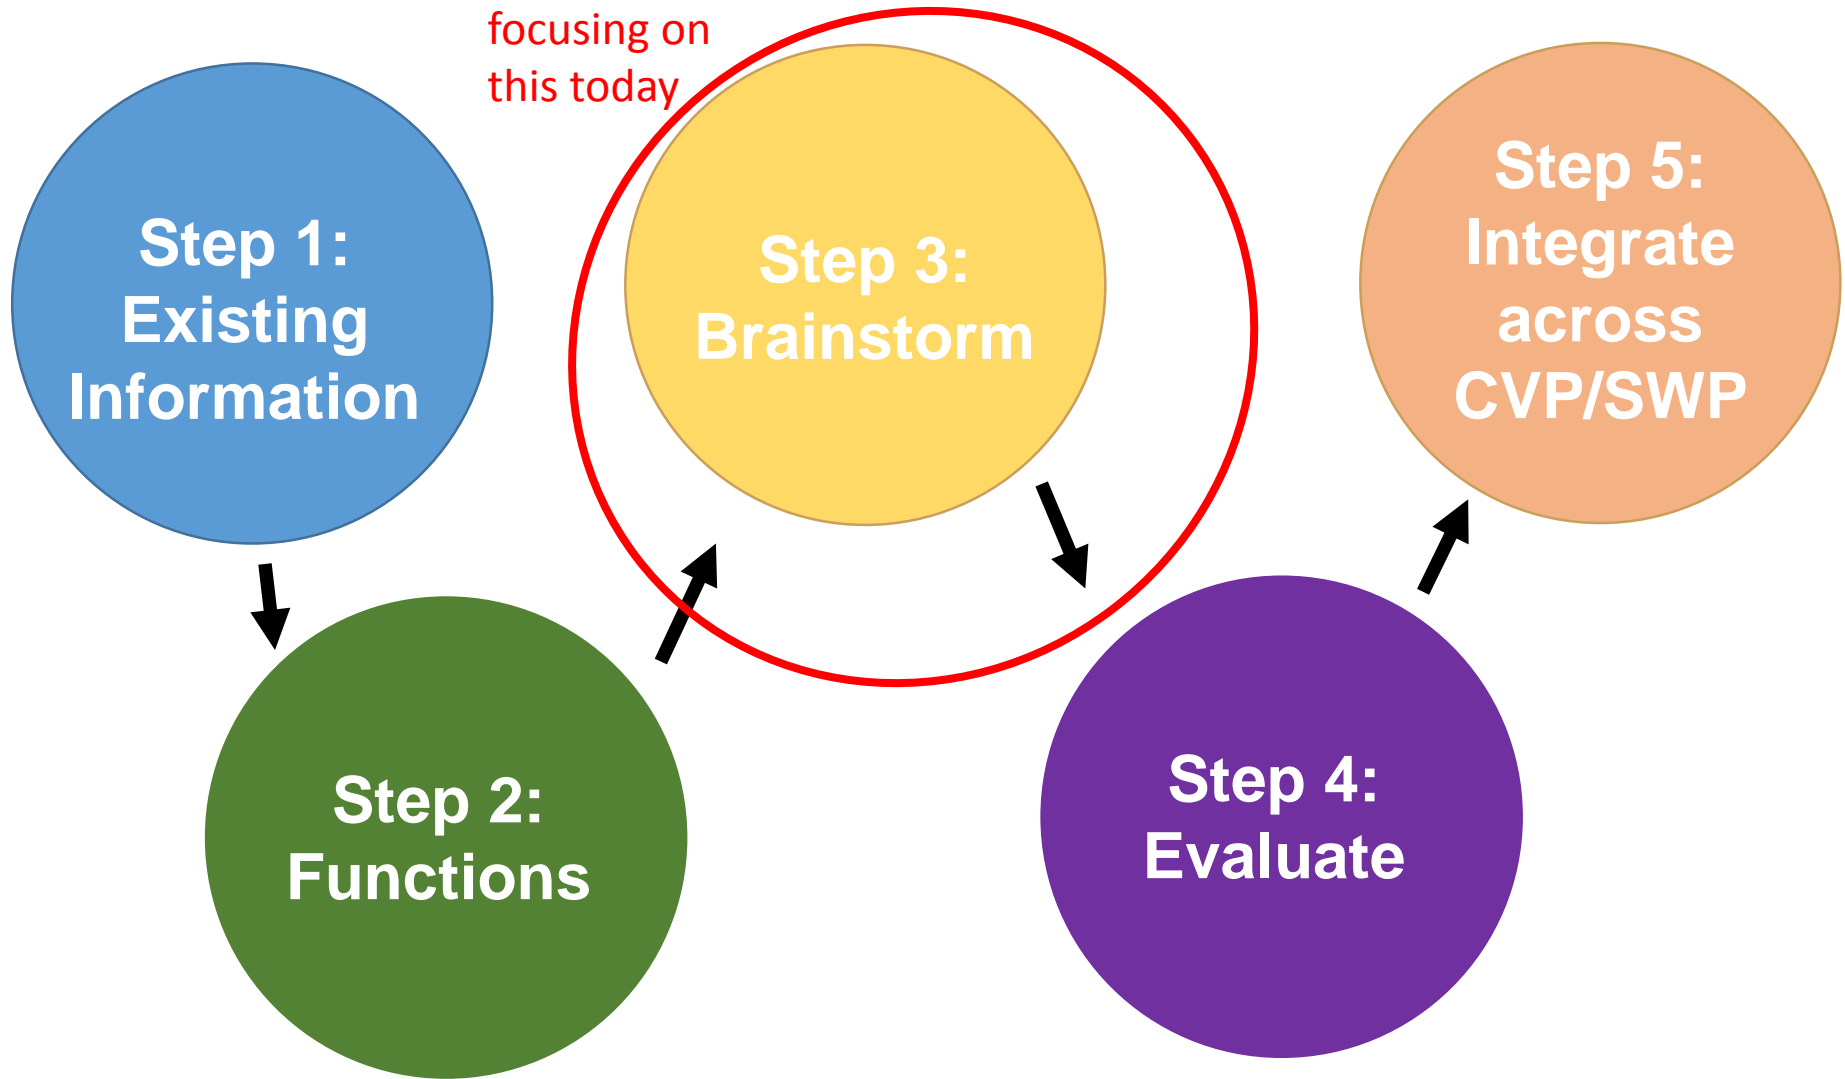 focusing on
this today
Step 1:
Existing
Information
Step 2:
Functions
Step 3:
Brainstorm
Step 4:
Evaluate
Step 5:
Integrate
across
CVP/SWP